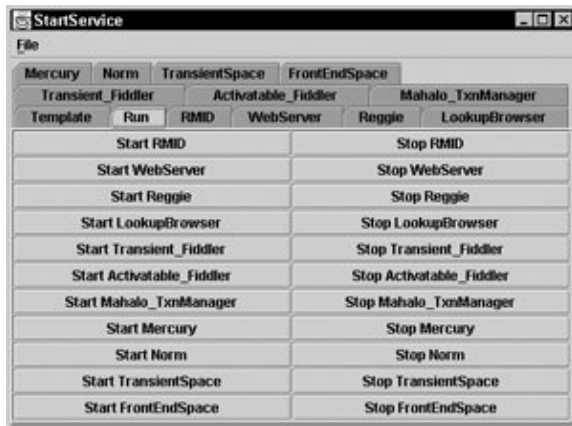 StartService
File
Mercury Norm TransientSpace FrontEndSpace
Transient_Fiddler Activatable_Fiddler Mahalo_TxnManager
Template Run RMID WebServer Reggie LookupBrowser
Start RMID Stop RMID
Start WebServer Stop WebServer
Start Reggie Stop Reggie
Start LookupBrowser Stop LookupBrowser
Start Transient_Fiddler Stop Transient_Fiddler
Start Activatable_Fiddler Stop Activatable_Fiddler
Start Mahalo_TxnManager Stop Mahalo_TxnManager
Start Mercury Stop Mercury
Start Norm Stop Norm
Start TransientSpace Stop TransientSpace
Start FrontEndSpace Stop FrontEndSpace